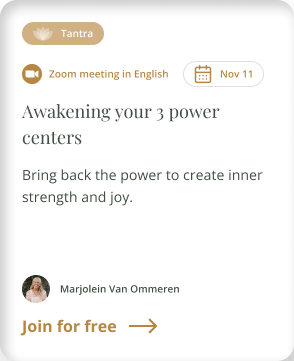 Tantra
Zoom meeting in English
Nov 11
Awakening your 3 power
centers
Bring back the power to create inner
strength and joy.
Marjolein Van Ommeren
Join for free